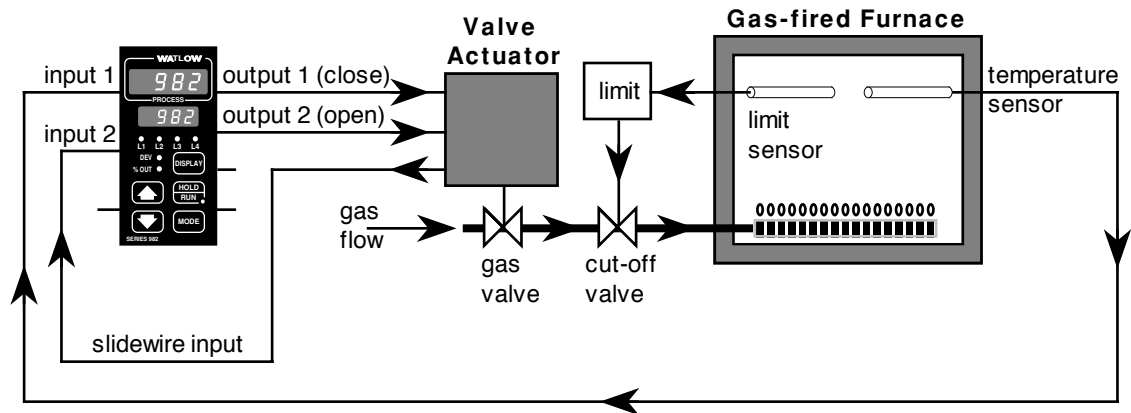 Gas-fired Furnace
Valve
Actuator
WATLOW
input 1
982
output 1 (close)
PROCESS
982
output 2 (open)
input 2
L1 L2 L3 L4
DEV
% OUT
DISPLAY
HOLD
RUN
MODE
SERIES 982
limit
limit
sensor
temperature
sensor
gas
flow
gas
valve
cut-off
valve
slidewire input